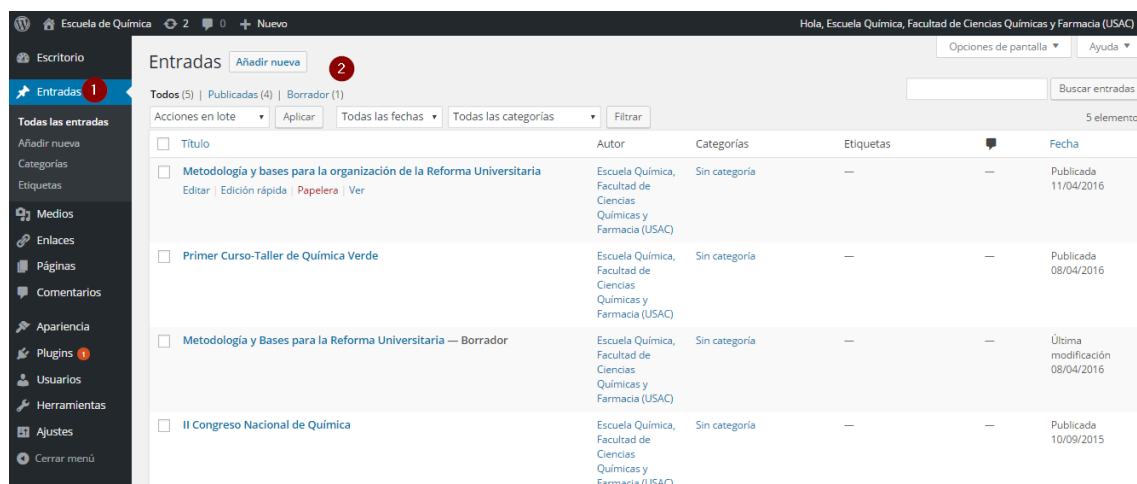 Escuela de Química 2 0 + Nuevo Hola, Escuela Química, Facultad de Ciencias Químicas y Farmacia (USAC)
Escritorio
Entradas 1
Todas las entradas
Añadir nueva
Categorías
Etiquetas
Medios
Enlaces
Páginas
Comentarios
Apariencia
Plugins 1
Usuarios
Herramientas
Ajustes
Cerrar menú
Opciones de pantalla Ayuda
Entradas Añadir nueva 2
Todos (5) | Publicadas (4) | Borrador (1)
Buscar entradas
Acciones en lote Aplicar Todas las fechas Todas las categorías Filtrar 5 elemento
Título Autor Categorías Etiquetas Fecha
Metodología y bases para la organización de la Reforma Universitaria
Editar | Edición rápida | Papelera | Ver
Escuela Química,
Facultad de
Ciencias
Químicas y
Farmacia (USAC)
Sin categoría
—
—
Publicada
11/04/2016
Primer Curso-Taller de Química Verde
Escuela Química,
Facultad de
Ciencias
Químicas y
Farmacia (USAC)
Sin categoría
—
—
Publicada
08/04/2016
Metodología y Bases para la Reforma Universitaria — Borrador
Escuela Química,
Facultad de
Ciencias
Químicas y
Farmacia (USAC)
Sin categoría
—
—
Última
modificación
08/04/2016
II Congreso Nacional de Química
Escuela Química,
Facultad de
Ciencias
Químicas y
Farmacia (USAC)
Sin categoría
—
—
Publicada
10/09/2015